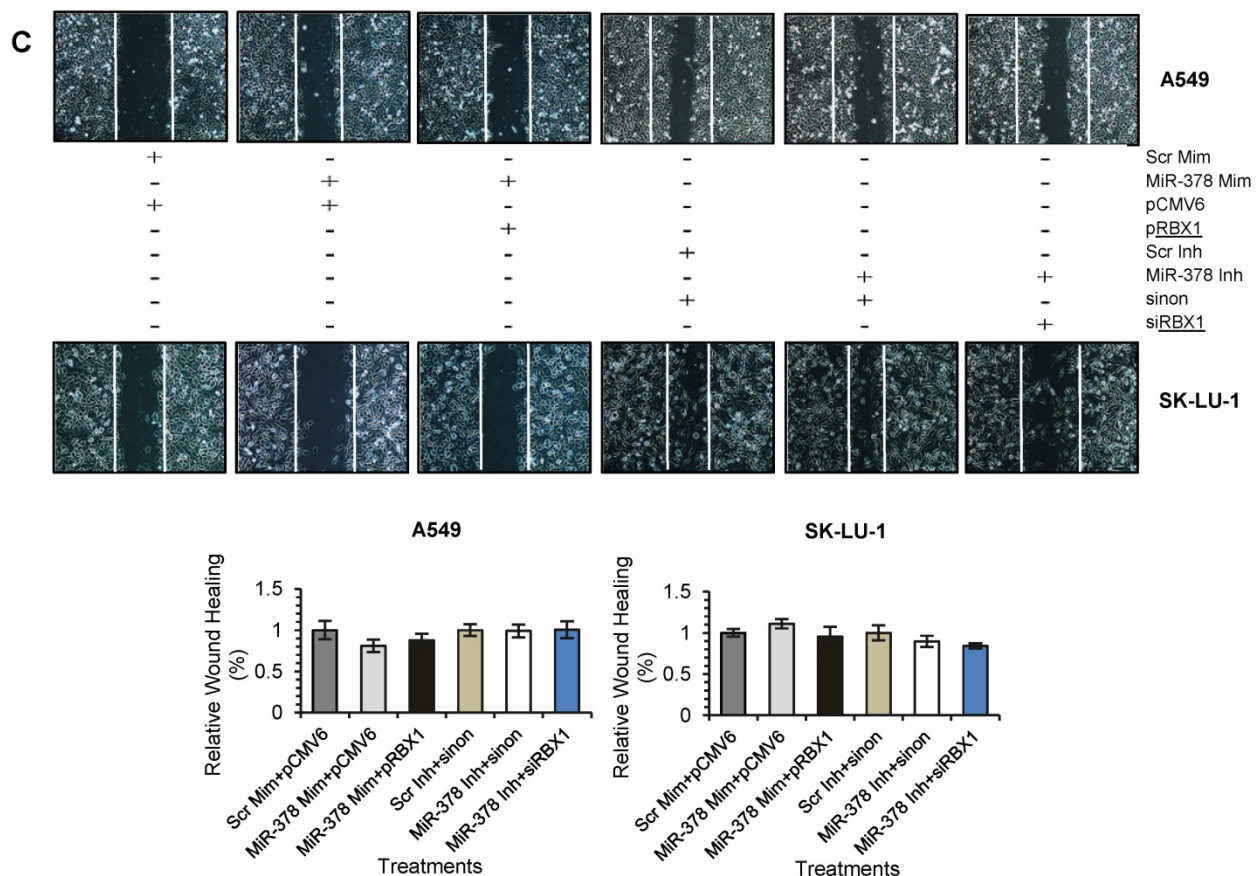 C
A549
+ - - - - - Scr Mim
- + + - - - MiR-378 Mim
+ + - - - - pCMV6
- - + - - - pRBX1
- - - + - - Scr Inh
- - - - + + MiR-378 Inh
- - - + + - sinon
- - - - - + siRBX1
SK-LU-1
A549
Relative Wound Healing
(%)
1.5
1
0.5
0
Scr Mim+pCMV6
MiR-378 Mim+pCMV6
MiR-378 Mim+pRBX1
Scr Inh+sinon
MiR-378 Inh+sinon
MiR-378 Inh+siRBX1
Treatments
SK-LU-1
Relative Wound Healing
(%)
1.5
1
0.5
0
Scr Mim+pCMV6
MiR-378 Mim+pCMV6
MiR-378 Mim+pRBX1
Scr Inh+sinon
MiR-378 Inh+sinon
MiR-378 Inh+siRBX1
Treatments